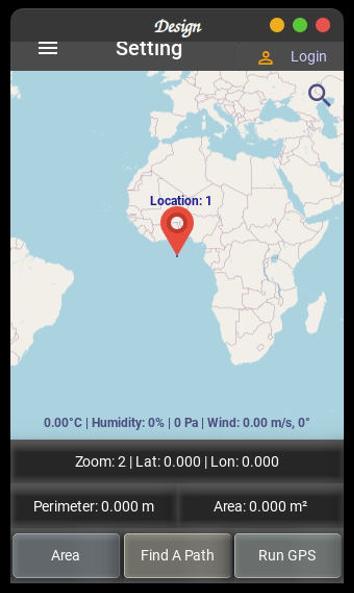 Design
Setting
Login
Location: 1
0.00°C | Humidity: 0% | 0 Pa | Wind: 0.00 m/s, 0°
Zoom: 2 | Lat: 0.000 | Lon: 0.000
Perimeter: 0.000 m
Area: 0.000 m²
Area
Find A Path
Run GPS